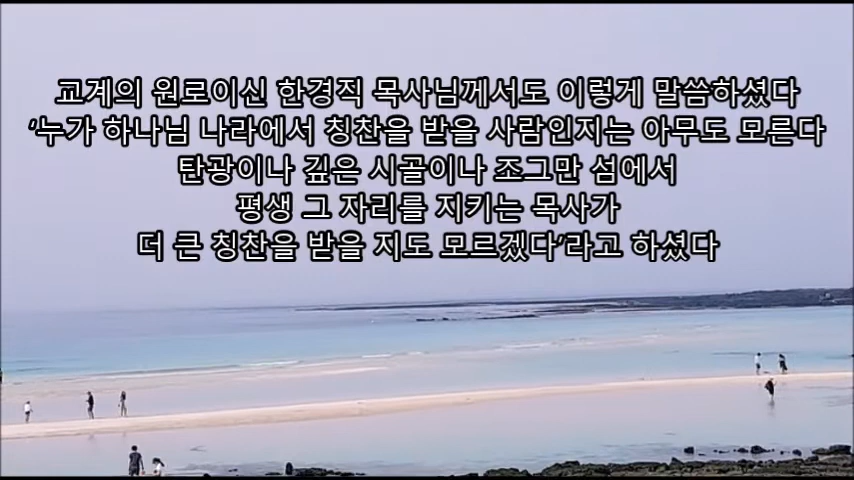 교계의 원로이신 한경직 목사님께서도 이렇게 말씀하셨다
‘누가 하나님 나라에서 칭찬을 받을 사람인지는 아무도 모른다
탄광이나 깊은 시골이나 조그만 섬에서
평생 그 자리를 지키는 목사가
더 큰 칭찬을 받을 지도 모르겠다’라고 하셨다